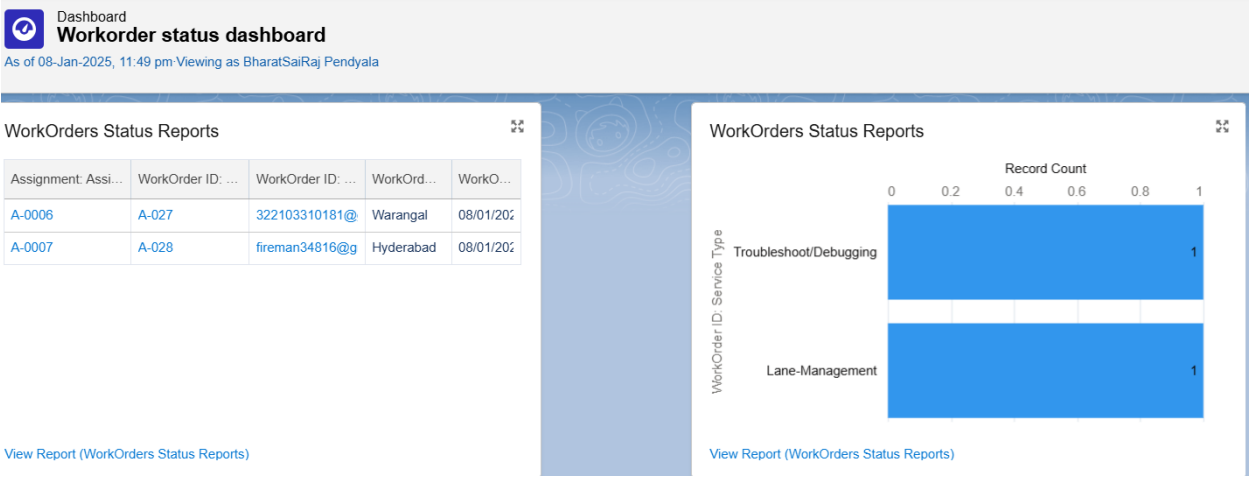 Dashboard
Workorder status dashboard
As of 08-Jan-2025, 11:49 pm·Viewing as BharatSaiRaj Pendyala
WorkOrders Status Reports
Assignment: Assi... WorkOrder ID: ... WorkOrder ID: ... WorkOrd... WorkO...
A-0006 A-027 322103310181@ Warangal 08/01/202
A-0007 A-028 fireman34816@g Hyderabad 08/01/202
View Report (WorkOrders Status Reports)
WorkOrders Status Reports
Record Count
0 0.2 0.4 0.6 0.8 1
WorkOrder ID: Service Type
Troubleshoot/Debugging 1
Lane-Management 1
View Report (WorkOrders Status Reports)